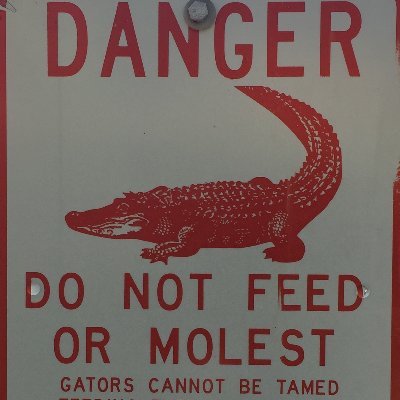 DANGER
DO NOT FEED
OR MOLEST
GATORS CANNOT BE TAMED